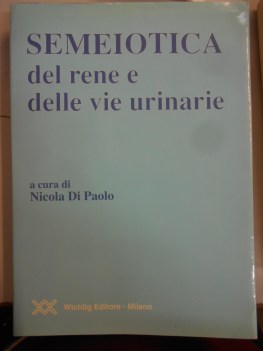 SEMEIOTICA
del rene e
delle vie urinarie
a cura di
Nicola Di Paolo
Wichtig Editore - Milano